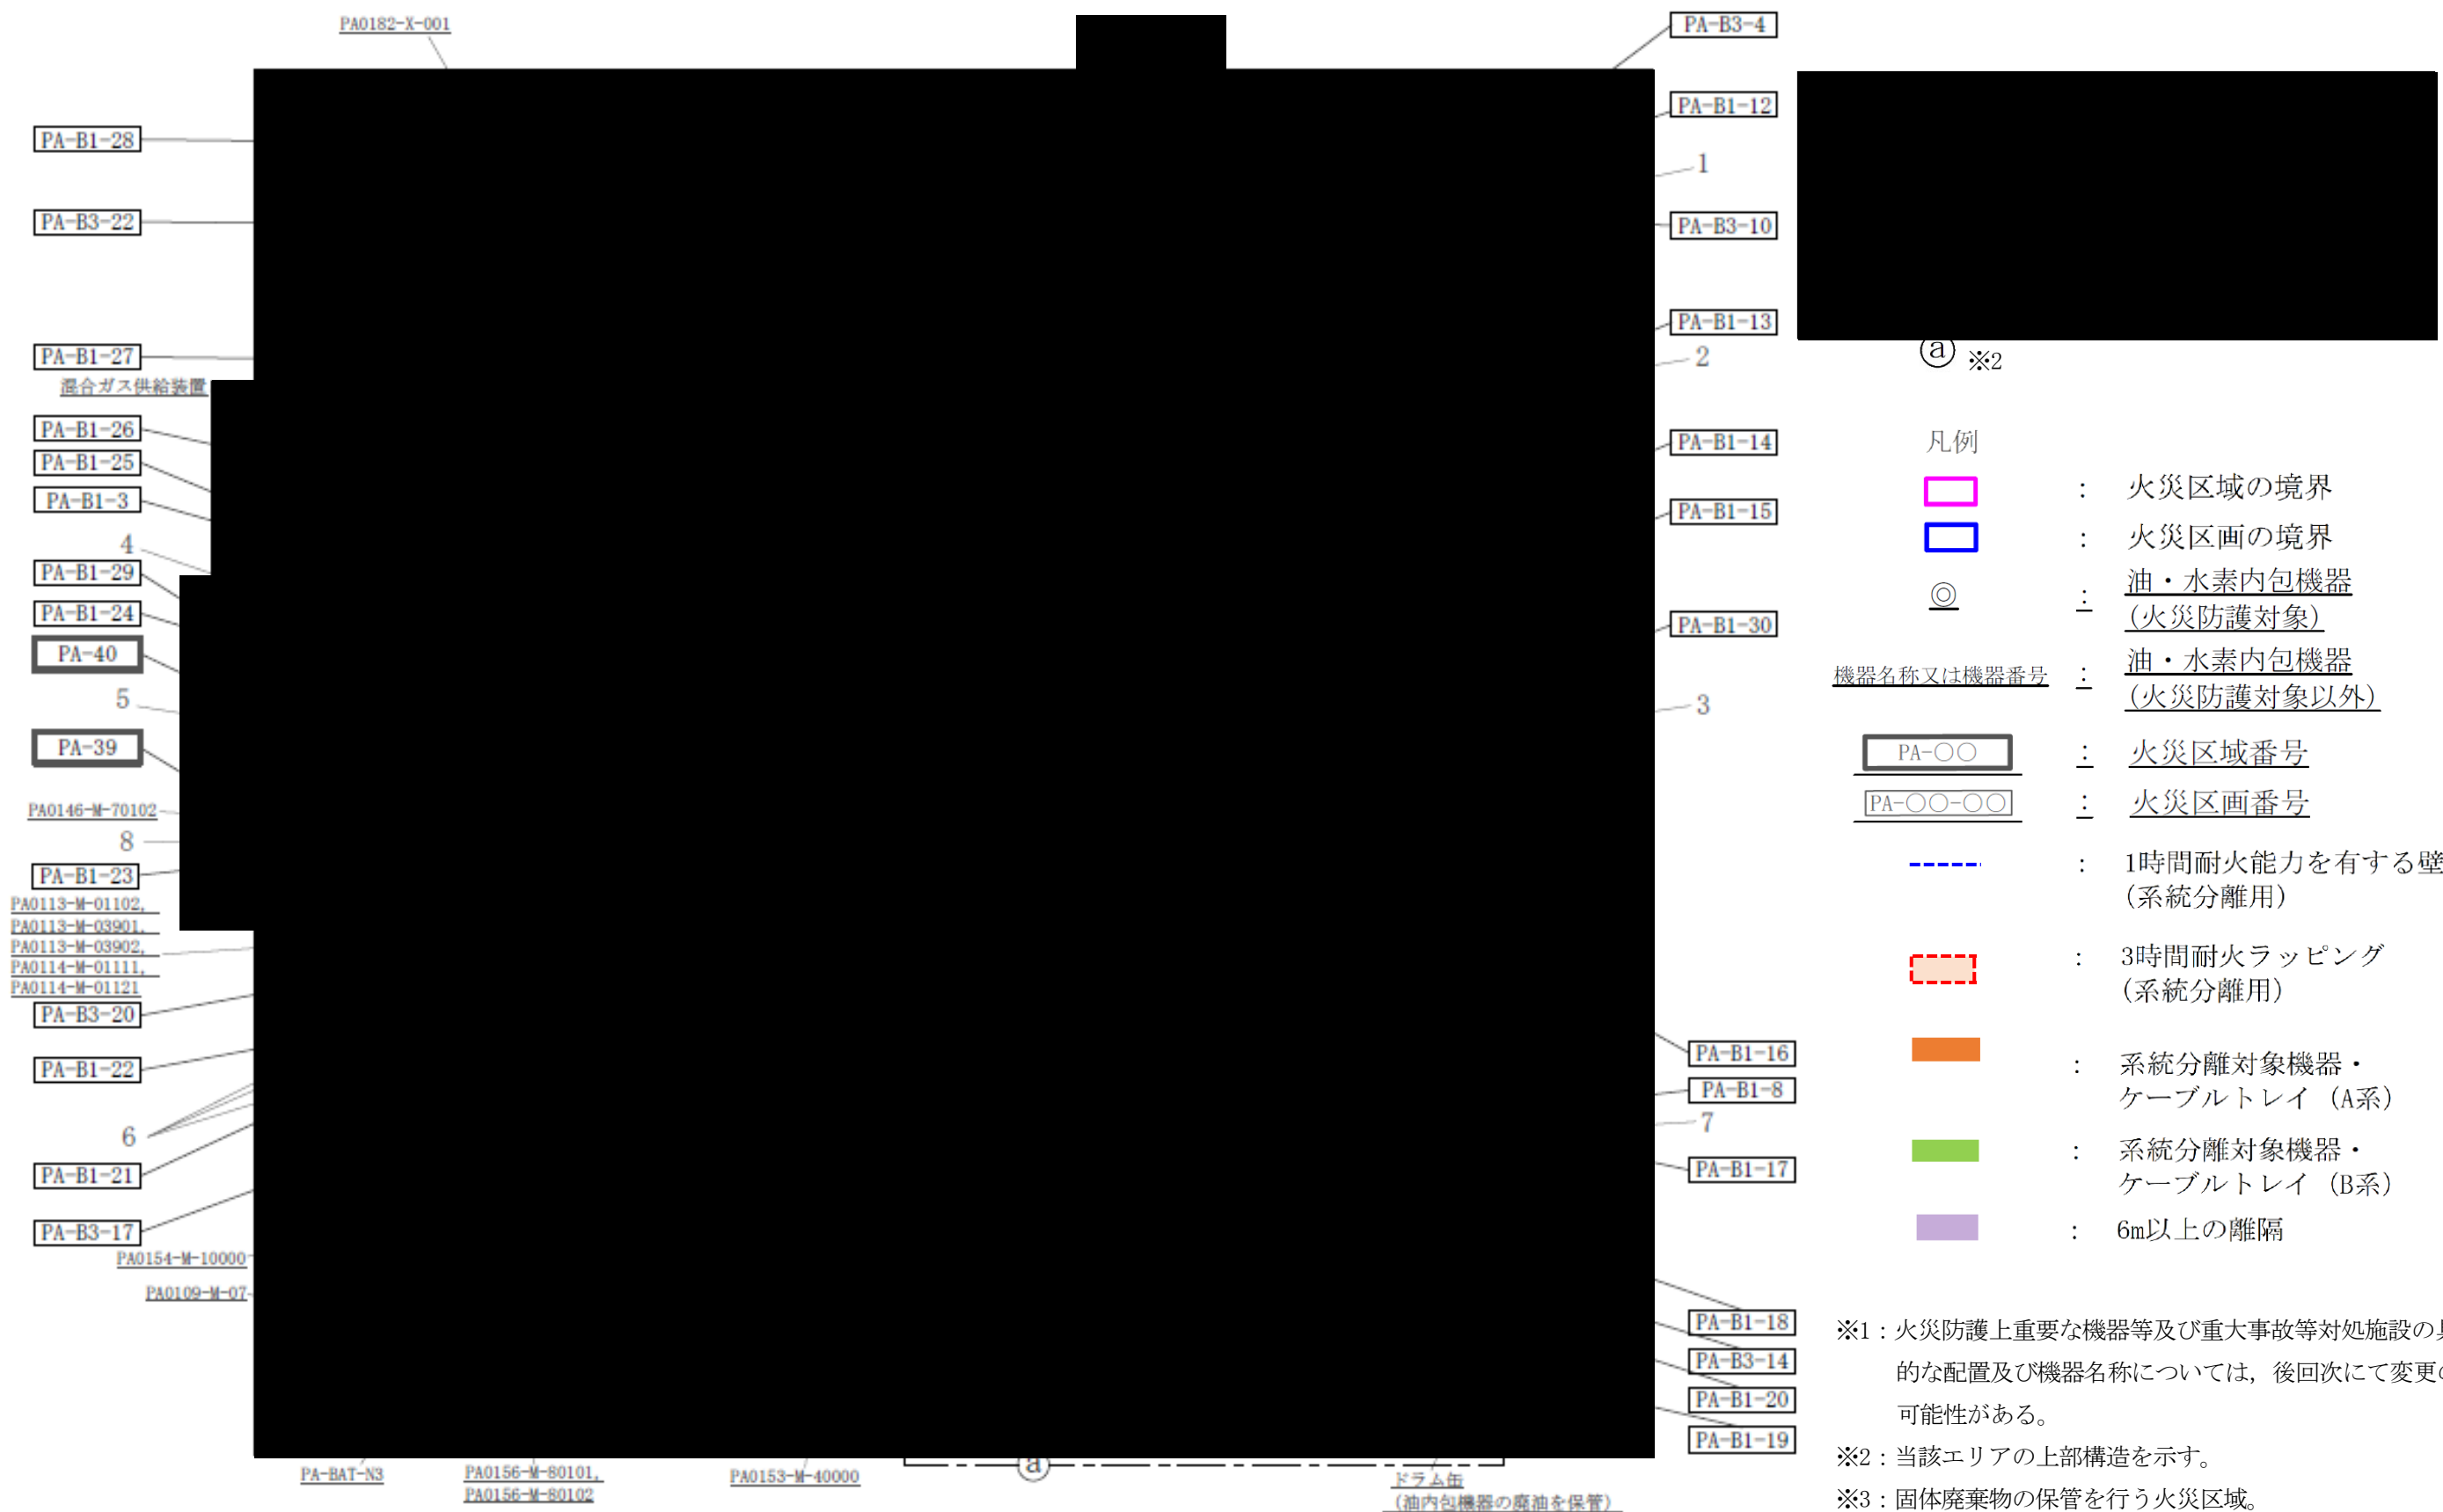 PA0182-X-001
PA-B1-28
PA-B3-22
PA-B1-27
混合ガス供給装置
PA-B1-26
PA-B1-25
PA-B1-3
4
PA-B1-29
PA-B1-24
PA-40
5
PA-39
PA0146-M-70102
8
PA-B1-23
PA0113-M-01102,
PA0113-M-03901,
PA0113-M-03902,
PA0114-M-01111,
PA0114-M-01121
PA-B3-20
PA-B1-22
6
PA-B1-21
PA-B3-17
PA0154-M-10000
PA0109-M-07
PA-BAT-N3
PA0156-M-80101,
PA0156-M-80102
PA0153-M-40000
ⓐ
ドラム缶
(油内包機器の廃油を保管)
PA-B3-4
PA-B1-12
1
PA-B3-10
PA-B1-13
2
PA-B1-14
PA-B1-15
PA-B1-30
3
PA-B1-16
PA-B1-8
7
PA-B1-17
PA-B1-18
PA-B3-14
PA-B1-20
PA-B1-19
ⓐ ※2
凡例
: 火災区域の境界
: 火災区画の境界
◎ : 油・水素内包機器
(火災防護対象)
機器名称又は機器番号 : 油・水素内包機器
(火災防護対象以外)
PA-○○ : 火災区域番号
PA-○○-○○ : 火災区画番号
: 1時間耐火能力を有する壁
(系統分離用)
: 3時間耐火ラッピング
(系統分離用)
: 系統分離対象機器・
ケーブルトレイ (A系)
: 系統分離対象機器・
ケーブルトレイ (B系)
: 6m以上の離隔
※1：火災防護上重要な機器等及び重大事故等対処施設の
的な配置及び機器名称については，後回次にて変更の
可能性がある。
※2：当該エリアの上部構造を示す。
※3：固体廃棄物の保管を行う火災区域。